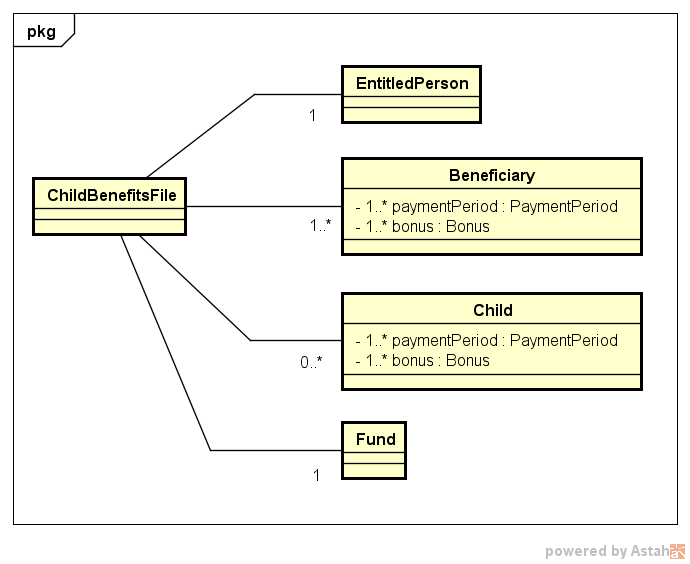 pkg
EntitledPerson
1
ChildBenefitsFile
Beneficiary
- 1..* paymentPeriod : PaymentPeriod
- 1..* bonus : Bonus
1..*
Child
- 1..* paymentPeriod : PaymentPeriod
- 1..* bonus : Bonus
0..*
Fund
1
powered by Astah